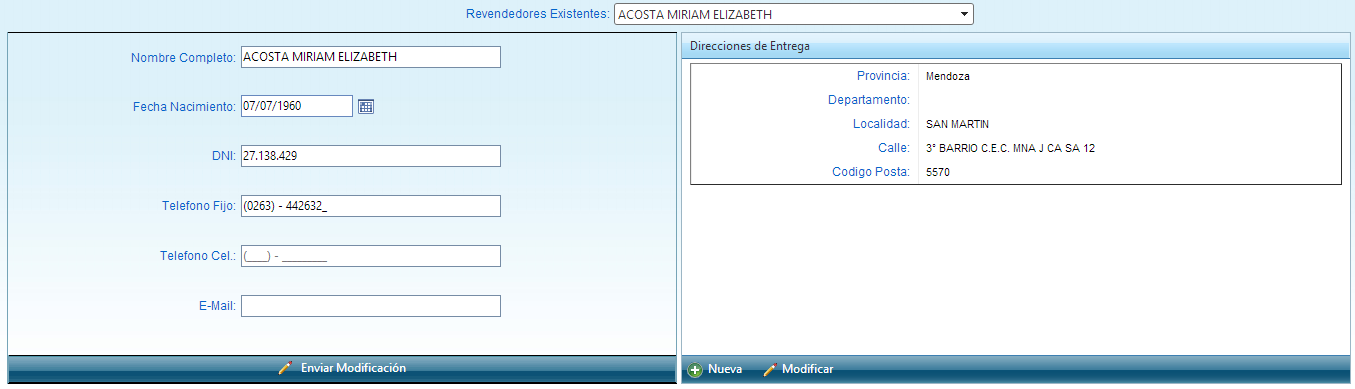 Revendedores Existentes: ACOSTA MIRIAM ELIZABETH
Nombre Completo: ACOSTA MIRIAM ELIZABETH
Fecha Nacimiento: 07/07/1960
DNI: 27.138.429
Telefono Fijo: (0263) - 442632_
Telefono Cel.: (___) - _______
E-Mail:
Enviar Modificación
Direcciones de Entrega
Provincia: Mendoza
Departamento:
Localidad: SAN MARTIN
Calle: 3° BARRIO C.E.C. MNA J CA SA 12
Codigo Posta: 5570
Nueva Modificar